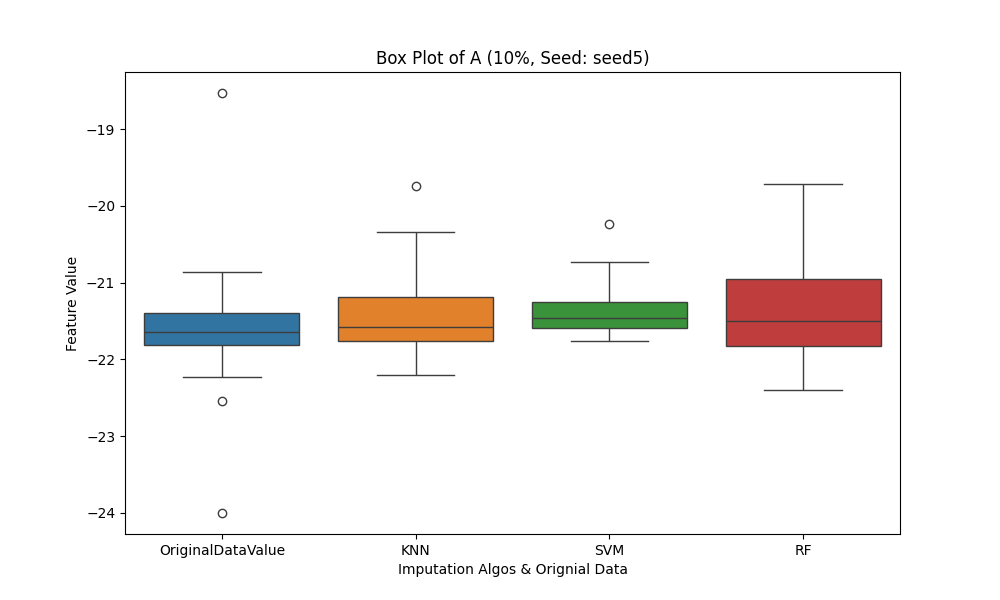 Box Plot of A (10%, Seed: seed5)
Feature Value
−19
−20
−21
−22
−23
−24
OriginalDataValue KNN SVM RF
Imputation Algos & Orignial Data